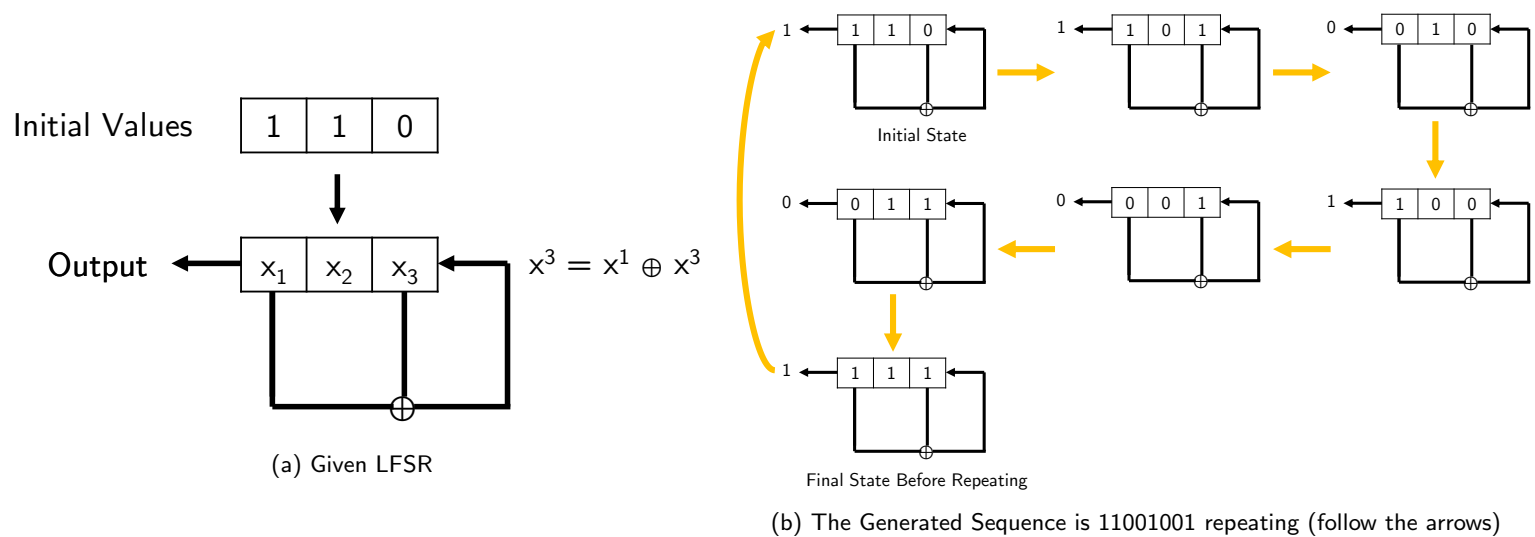 Initial Values 1 1 0
Output x₁ x₂ x₃ x³ = x¹ ⊕ x³
(a) Given LFSR
1 1 1 0
Initial State
1 1 0 1
0 0 1 0
1 1 0 0
0 0 0 1
0 0 1 1
1 1 1 1
Final State Before Repeating
(b) The Generated Sequence is 11001001 repeating (follow the arrows)